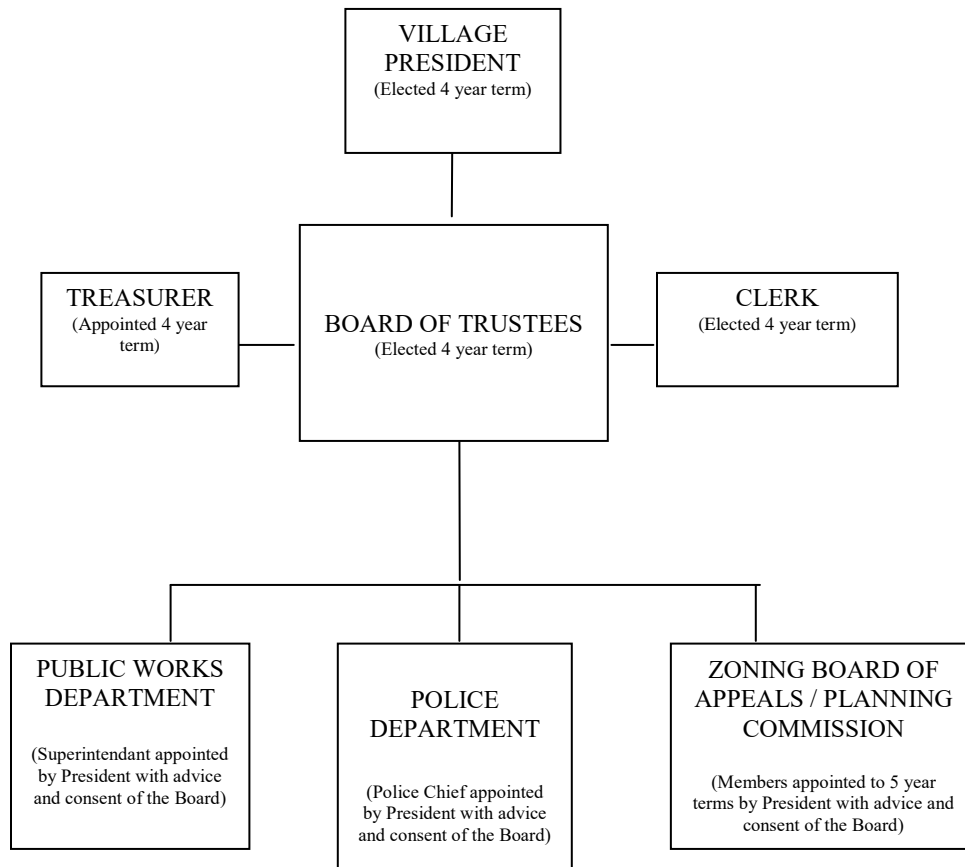 VILLAGE
PRESIDENT
(Elected 4 year term)
TREASURER
(Appointed 4 year
term)
BOARD OF TRUSTEES
(Elected 4 year term)
CLERK
(Elected 4 year term)
PUBLIC WORKS
DEPARTMENT
(Superintendant appointed
by President with advice
and consent of the Board)
POLICE
DEPARTMENT
(Police Chief appointed
by President with advice
and consent of the Board)
ZONING BOARD OF
APPEALS / PLANNING
COMMISSION
(Members appointed to 5 year
terms by President with advice and
consent of the Board)